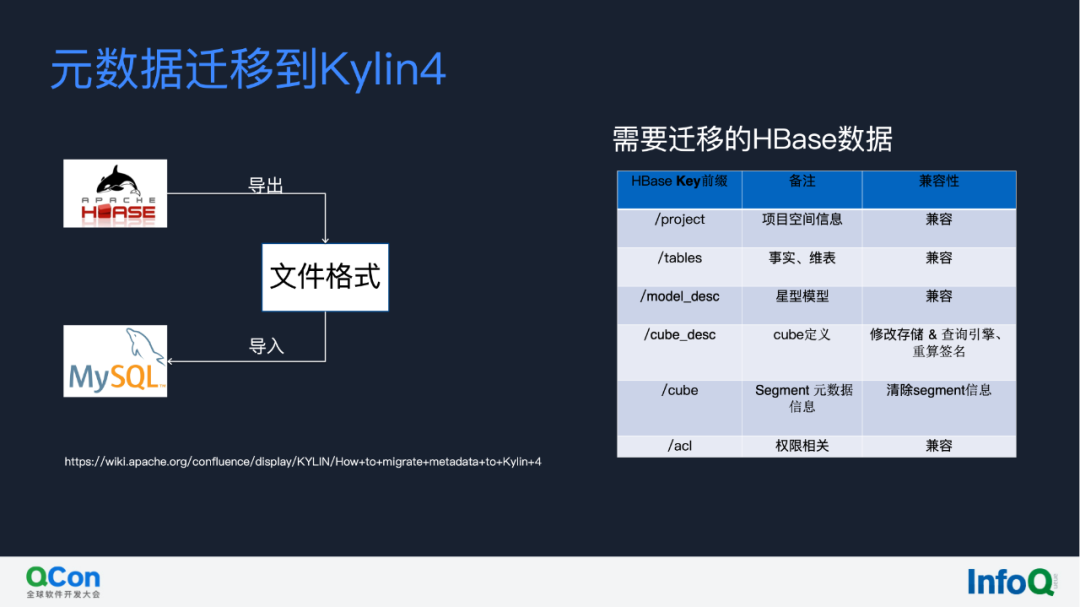 元数据迁移到Kylin4
需要迁移的HBase数据
APACHE
HBASE
导出
文件格式
导入
MySQL
TM
https://wiki.apache.org/confluence/display/KYLIN/How+to+migrate+metadata+to+Kylin+4
HBase Key前缀 备注 兼容性
/project 项目空间信息 兼容
/tables 事实、维表 兼容
/model_desc 星型模型 兼容
/cube_desc cube定义 修改存储 & 查询引擎、
重算签名
/cube Segment 元数据 清除segment信息
信息
/acl 权限相关 兼容
QCon
全球软件开发大会
InfoQ